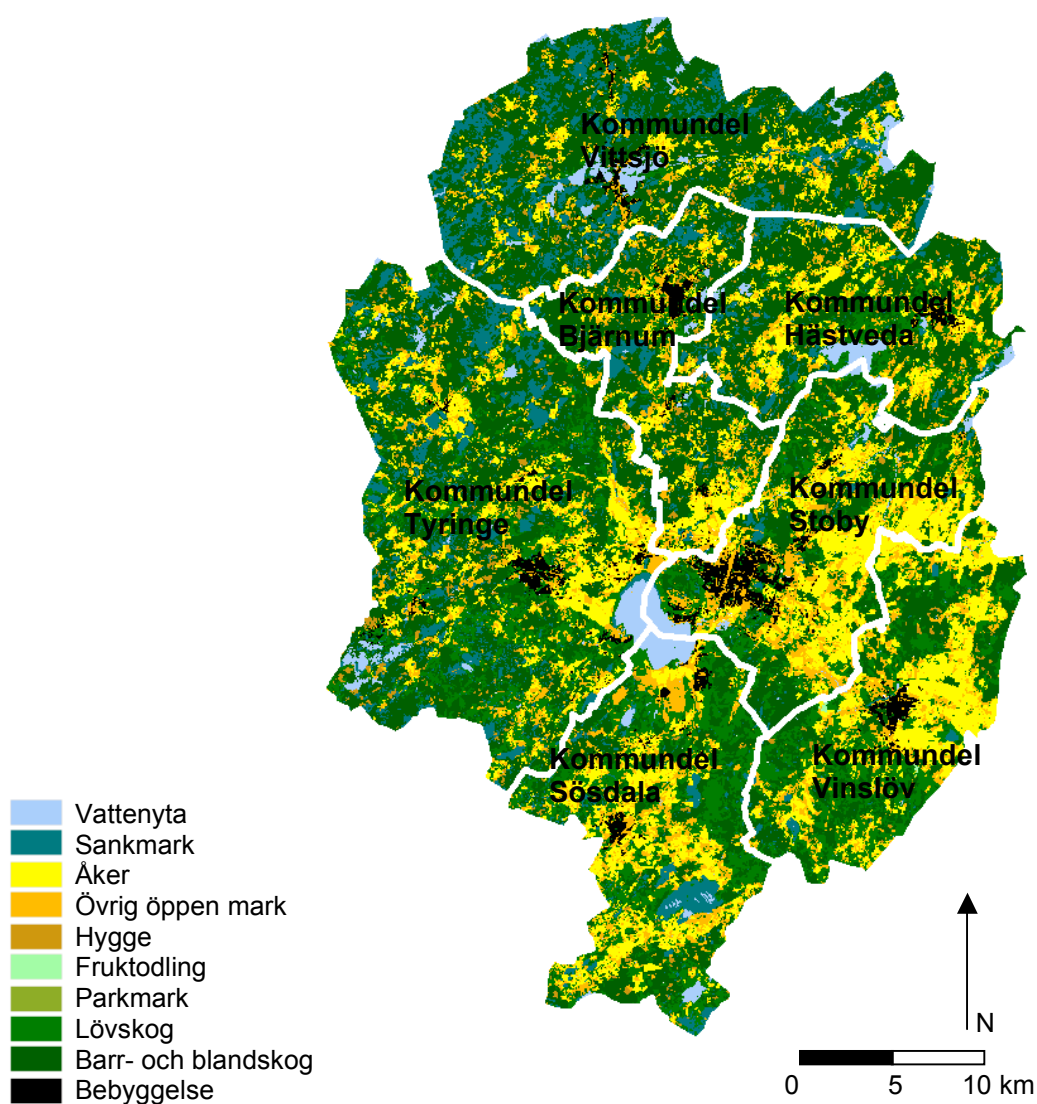 Kommundel
Vittsjö
Kommundel
Bjärnum
Kommundel
Hästveda
Kommundel
Tyringe
Kommundel
Stoby
Kommundel
Sösdala
Kommundel
Vinslöv
Vattenyta
Sankmark
Åker
Övrig öppen mark
Hygge
Fruktodling
Parkmark
Lövskog
Barr- och blandskog
Bebyggelse
N
0 5 10 km